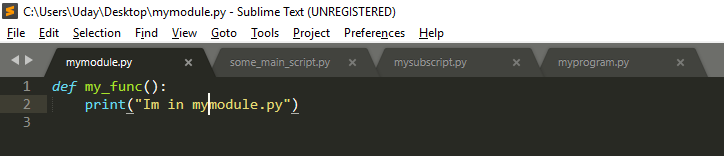 C:\Users\Uday\Desktop\mymodule.py - Sublime Text (UNREGISTERED)
File Edit Selection Find View Goto Tools Project Preferences Help
mymodule.py × some_main_script.py × mysubscript.py × myprogram.py ×
1 def my_func():
2     print("Im in mymodule.py")
3